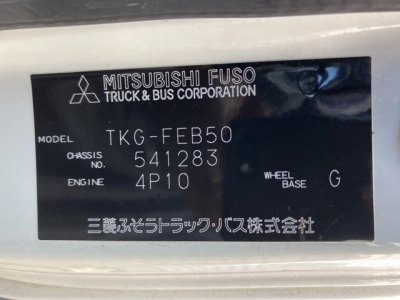 MITSUBISHI FUSO
TRUCK & BUS CORPORATION
MODEL TKG-FEB50
CHASSIS NO. 541283
ENGINE 4P10 WHEEL BASE G
三菱ふそうトラック・バス株式会社